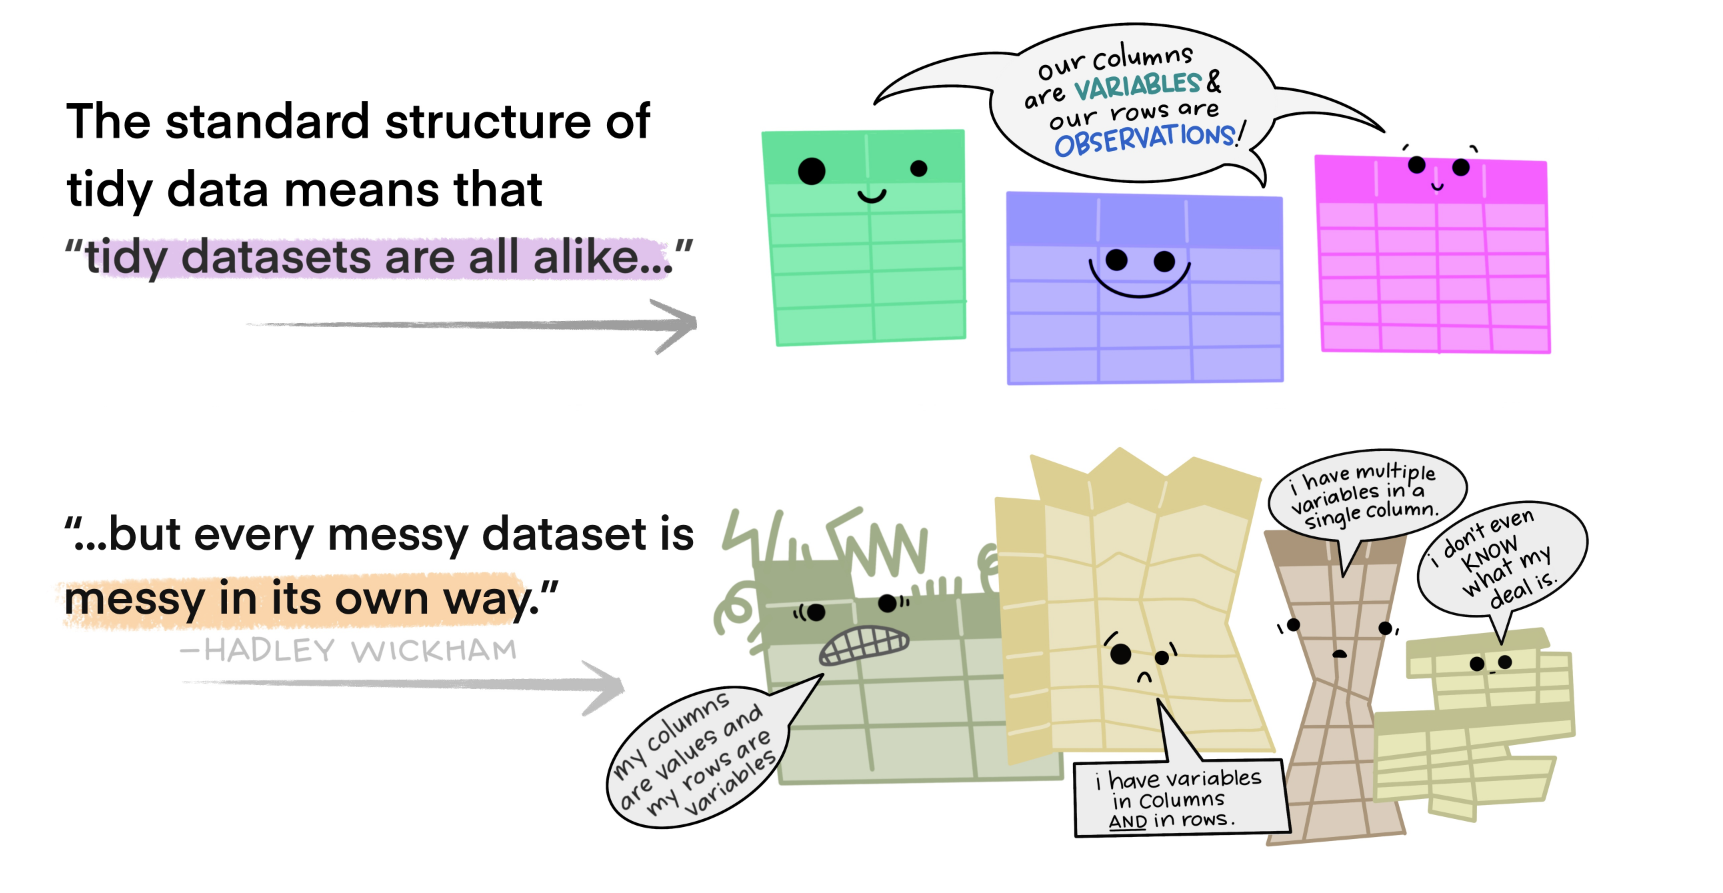 The standard structure of
tidy data means that
“tidy datasets are all alike...”
our columns
are VARIABLES &
our rows are
OBSERVATIONS!
“...but every messy dataset is
messy in its own way.”
—HADLEY WICKHAM
my columns
are values and
my rows are
variables
i have variables
in columns
AND in rows.
i have multiple
variables in a
single column.
i don't even
KNOW
what my
deal is.